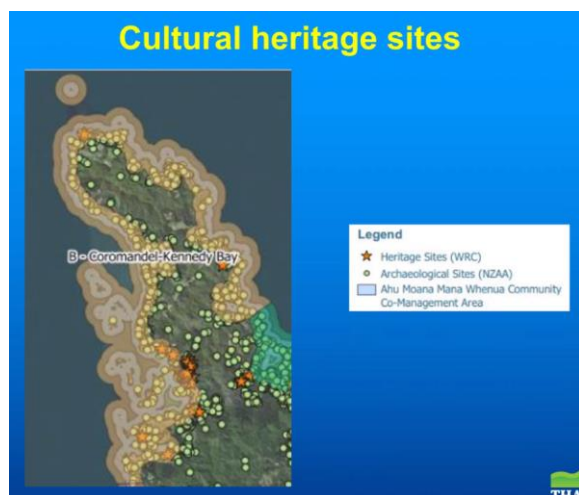 Cultural heritage sites
B - Coromandel-Kennedy Bay
Legend
Heritage Sites (WRC)
Archaeological Sites (NZAA)
Ahu Moana Mana Whenua Community
Co-Management Area